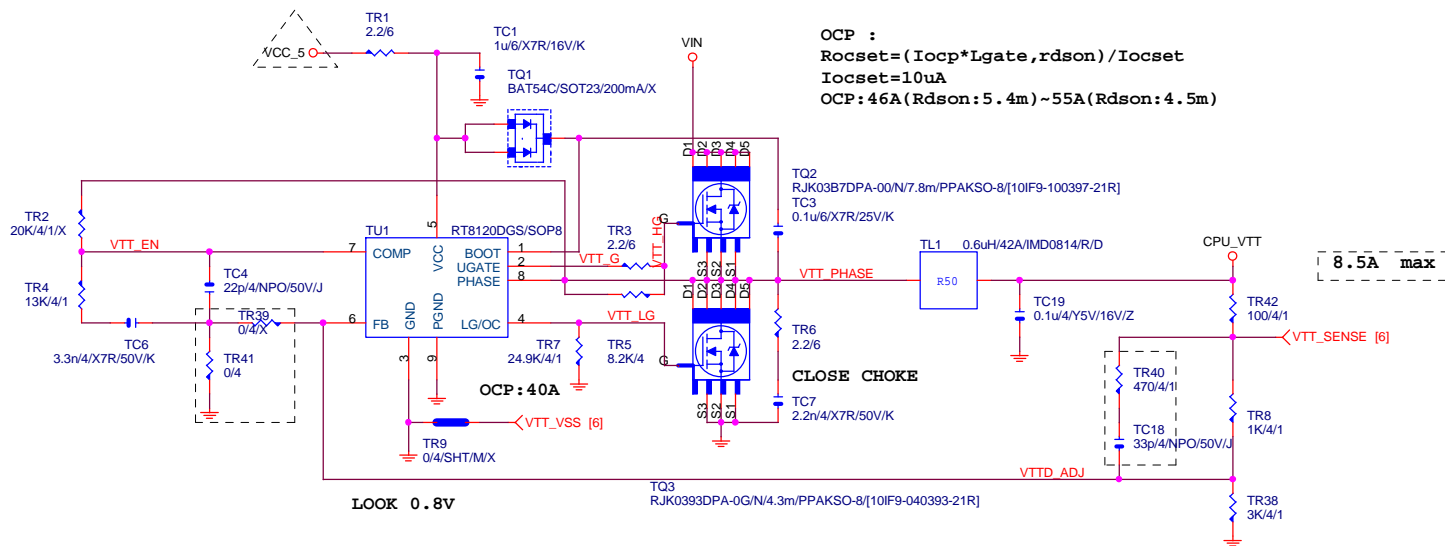 VCC_5
TR1
2.2/6
TC1
1u/6/X7R/16V/K
TQ1
BAT54C/SOT23/200mA/X
VIN
OCP :
Rocset=(Iocp*Lgate,rdson)/Iocset
Iocset=10uA
OCP:46A(Rdson:5.4m)~55A(Rdson:4.5m)
D1
D2
D3
D4
D5
TQ2
RJK03B7DPA-00/N/7.8m/PPAKSO-8/[10IF9-100397-21R]
TC3
0.1u/6/X7R/25V/K
G
S3
S2
S1
TR2
20K/4/1/X
VTT_EN
TR4
13K/4/1
TC4
22p/4/NPO/50V/J
TC6
3.3n/4/X7R/50V/K
TR39
0/4/X
TR41
0/4
TU1
RT8120DGS/SOP8
5
VCC
7
COMP
BOOT
1
UGATE
2
PHASE
8
6
FB
GND
PGND
LG/OC
4
3
9
TR3
2.2/6
VTT_G
VTT_HG
VTT_LG
TR7
24.9K/4/1
TR5
8.2K/4
OCP:40A
D1
D2
D3
D4
D5
G
S3
S2
S1
VTT_PHASE
TR6
2.2/6
CLOSE CHOKE
TC7
2.2n/4/X7R/50V/K
TL1
0.6uH/42A/IMD0814/R/D
R50
CPU_VTT
TC19
0.1u/4/Y5V/16V/Z
8.5A max
TR42
100/4/1
VTT_SENSE [6]
TR40
470/4/1
TC18
33p/4/NPO/50V/J
TR8
1K/4/1
VTT_VSS [6]
TR9
0/4/SHT/M/X
VTTD_ADJ
LOOK 0.8V
TQ3
RJK0393DPA-0G/N/4.3m/PPAKSO-8/[10IF9-040393-21R]
TR38
3K/4/1